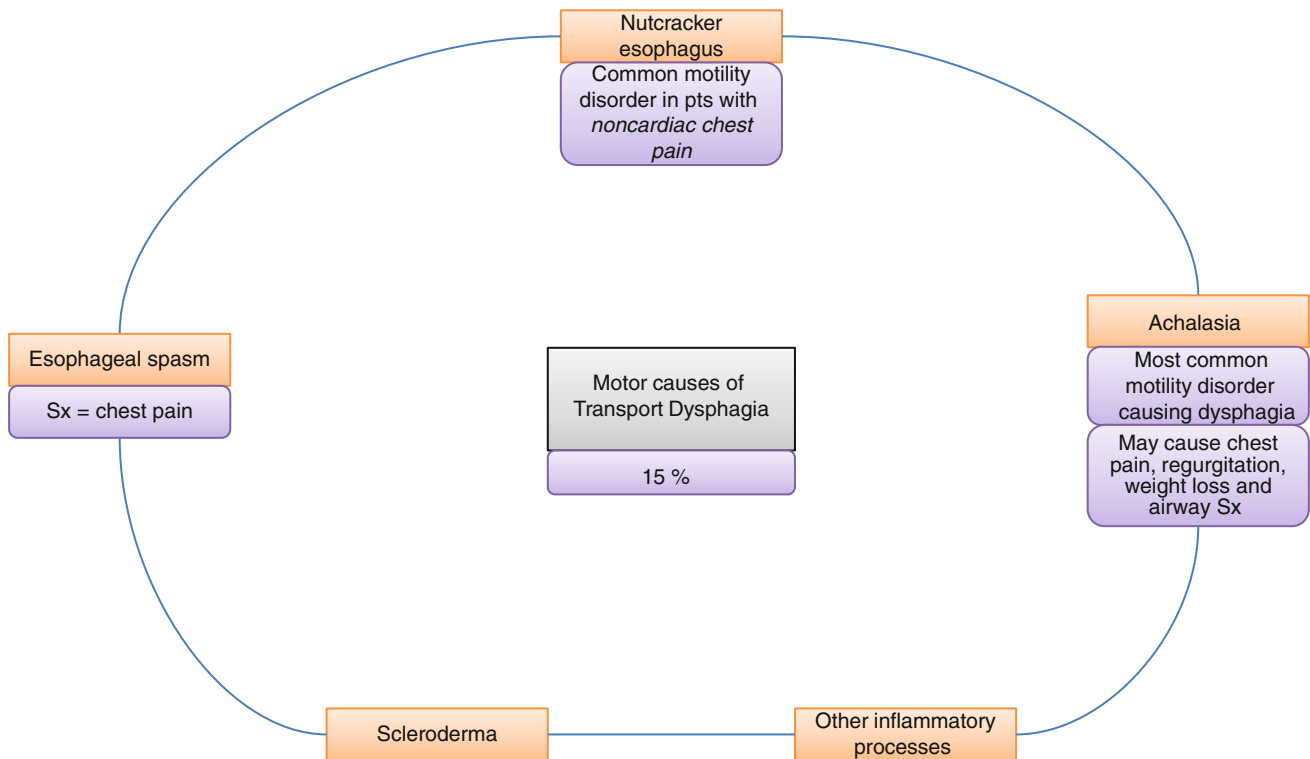 Nutcracker
esophagus
Common motility
disorder in pts with
noncardiac chest
pain
Esophageal spasm
Sx = chest pain
Motor causes of
Transport Dysphagia
15 %
Achalasia
Most common
motility disorder
causing dysphagia
May cause chest
pain, regurgitation,
weight loss and
airway Sx
Scleroderma
Other inflammatory
processes